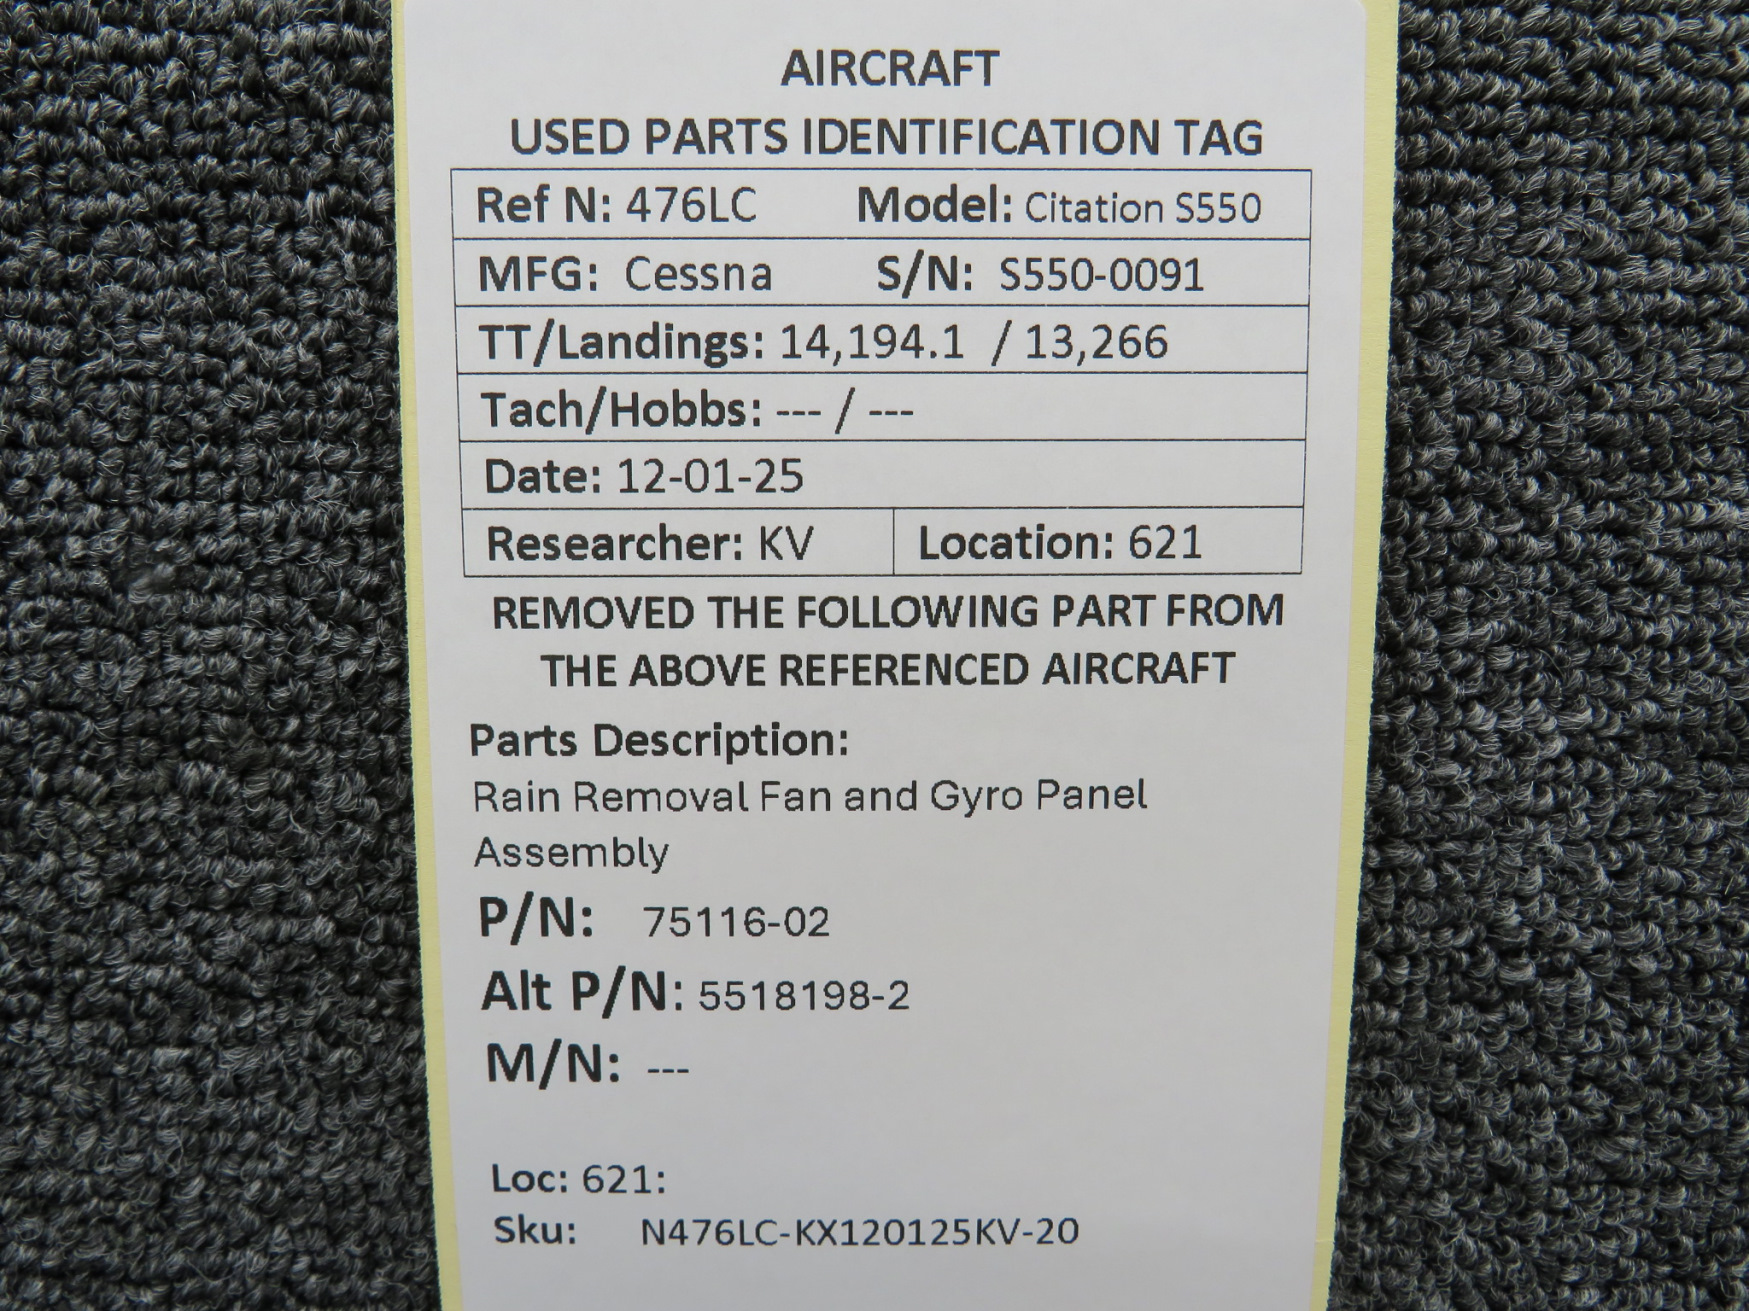 AIRCRAFT
USED PARTS IDENTIFICATION TAG
Ref N: 476LC Model: Citation S550
MFG: Cessna S/N: S550-0091
TT/Landings: 14,194.1 / 13,266
Tach/Hobbs: --- / ---
Date: 12-01-25
Researcher: KV Location: 621
REMOVED THE FOLLOWING PART FROM
THE ABOVE REFERENCED AIRCRAFT
Parts Description:
Rain Removal Fan and Gyro Panel
Assembly
P/N: 75116-02
Alt P/N: 5518198-2
M/N: ---
Loc: 621:
Sku: N476LC-KX120125KV-20